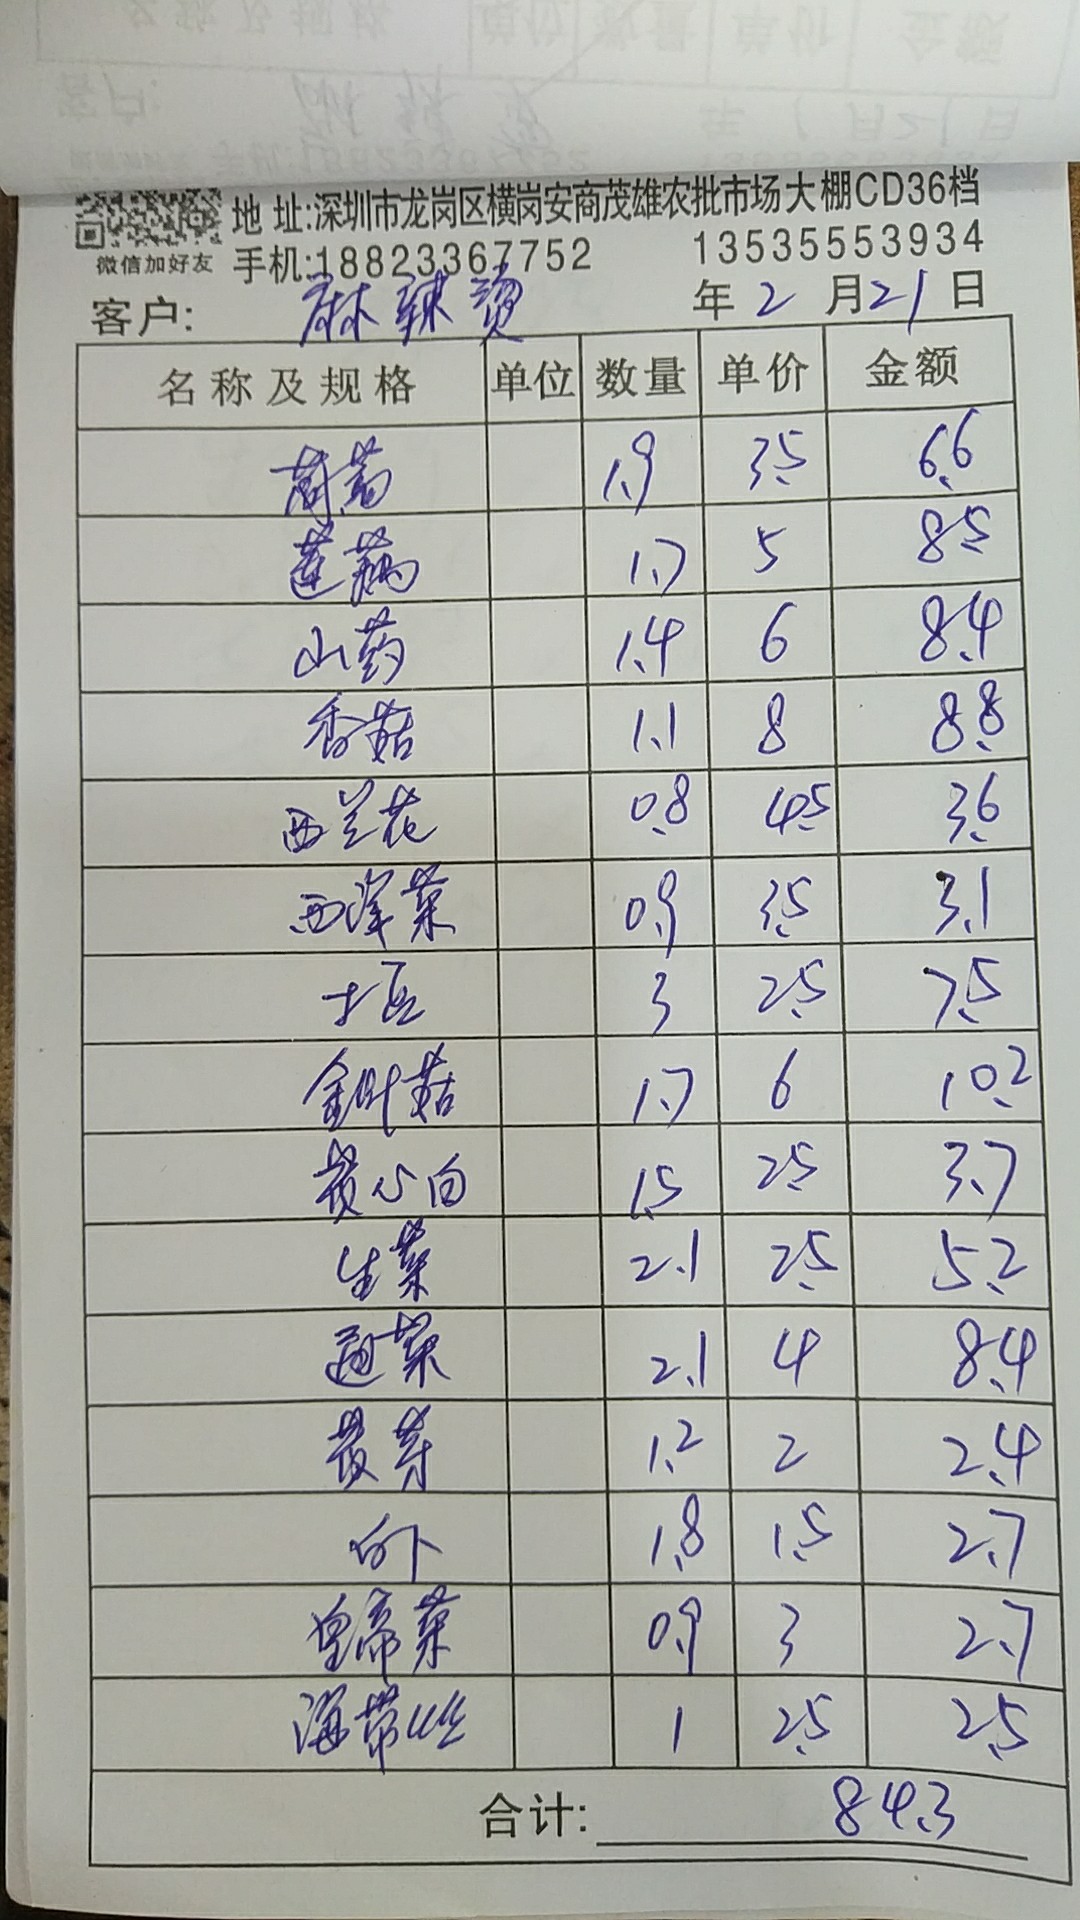 地 址:深圳市龙岗区横岗安商茂雄农批市场大棚CD36档
微信加好友 手机:18823367752 13535553934
客户: 麻辣烫 年 2 月 21 日
名称及规格 单位 数量 单价 金额
茼蒿 1.9 3.5 6.6
莲藕 1.7 5 8.5
山药 1.4 6 8.4
香菇 1.1 8 8.8
西兰花 0.8 4.5 3.6
西洋菜 0.9 3.5 3.1
土豆 3 2.5 7.5
金针菇 1.7 6 10.2
黄心白 1.5 2.5 3.7
生菜 2.1 2.5 5.2
菜 2.1 4 8.4
黄芽 1.2 2 2.4
白卜 1.8 1.5 2.7
皇帝菜 0.9 3 2.7
海带丝 1 2.5 2.5
合计: 84.3